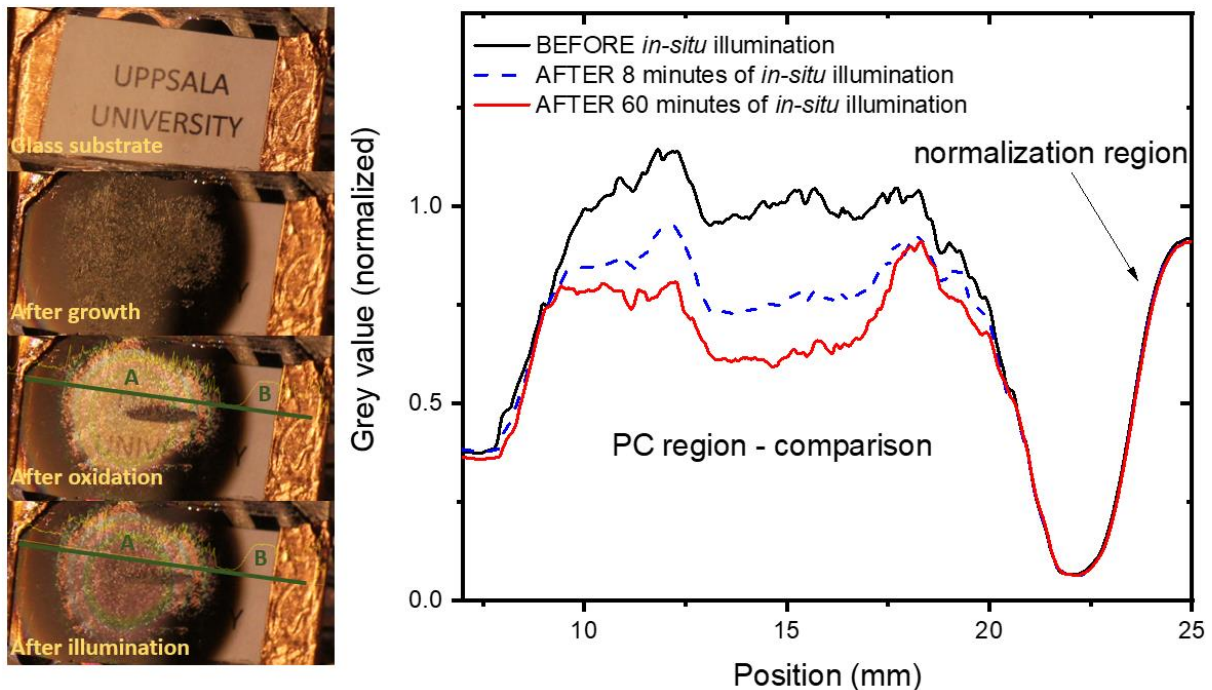 UPPSALA
UNIVERSITY
Glass substrate
After growth
Y
After oxidation
A
B
UNIV
Y
After illumination
A
B
Y
BEFORE in-situ illumination
AFTER 8 minutes of in-situ illumination
AFTER 60 minutes of in-situ illumination
normalization region
PC region - comparison
Grey value (normalized)
1.0
0.5
0.0
10
15
20
25
Position (mm)